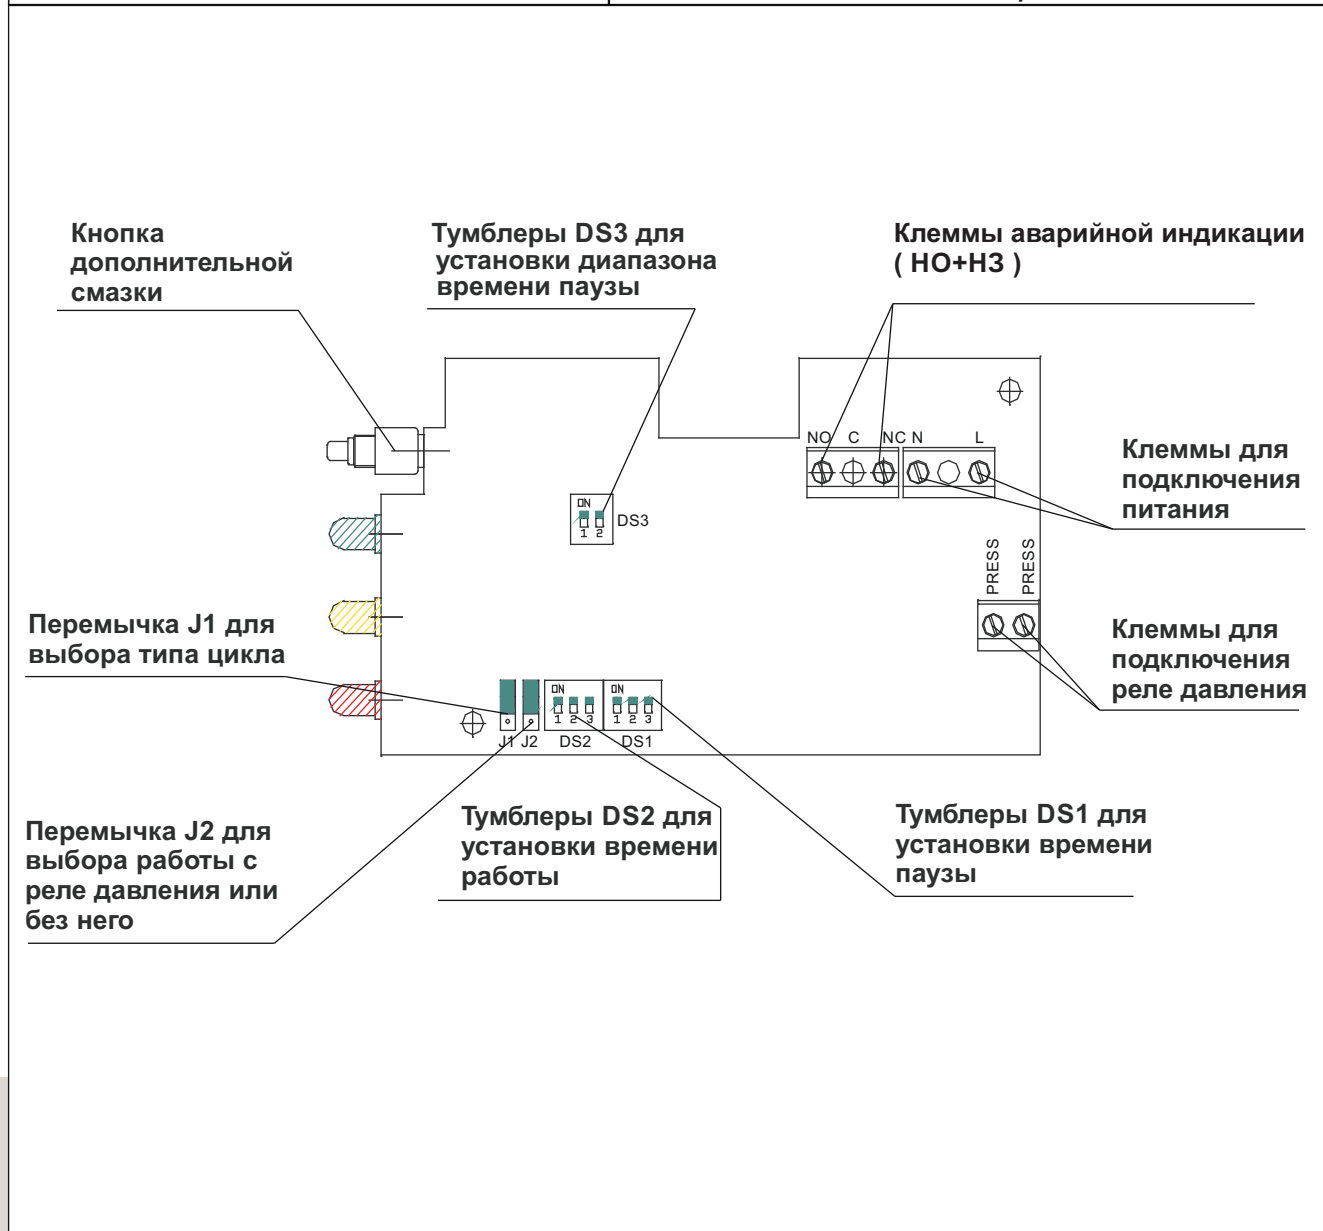 Кнопка
дополнительной
смазки
Тумблеры DS3 для
установки диапазона
времени паузы
Клеммы аварийной индикации
( НО+НЗ )
NO C NC N L
Клеммы для
подключения
питания
ON
1 2
DS3
PRESS PRESS
Перемычка J1 для
выбора типа цикла
Клеммы для
подключения
реле давления
ON ON
1 2 3 1 2 3
J1 J2 DS2 DS1
Перемычка J2 для
выбора работы с
реле давления или
без него
Тумблеры DS2 для
установки времени
работы
Тумблеры DS1 для
установки времени
паузы